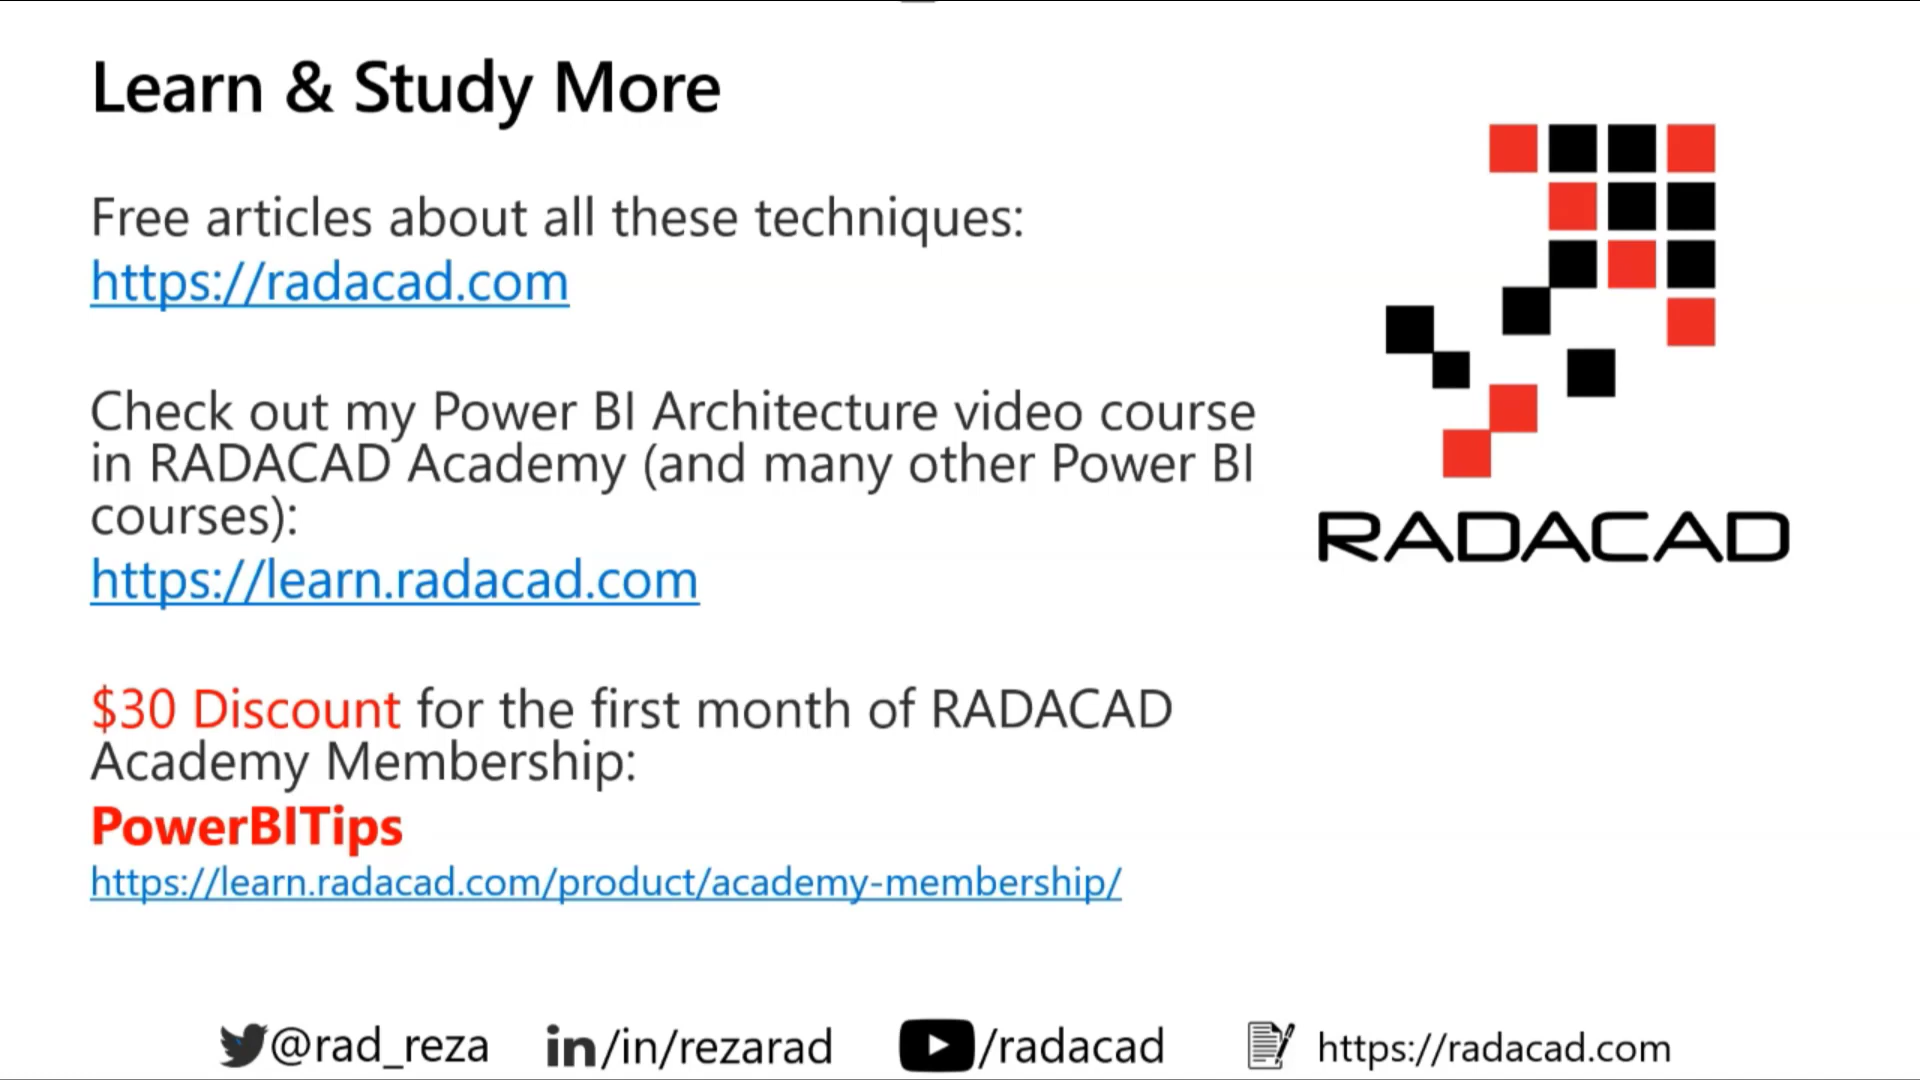 Learn & Study More
Free articles about all these techniques:
https://radacad.com
Check out my Power BI Architecture video course
in RADACAD Academy (and many other Power BI
courses):
https://learn.radacad.com
$30 Discount for the first month of RADACAD
Academy Membership:
PowerBITips
https://learn.radacad.com/product/academy-membership/
RADACAD
@rad_reza in/in/rezarad /radacad https://radacad.com